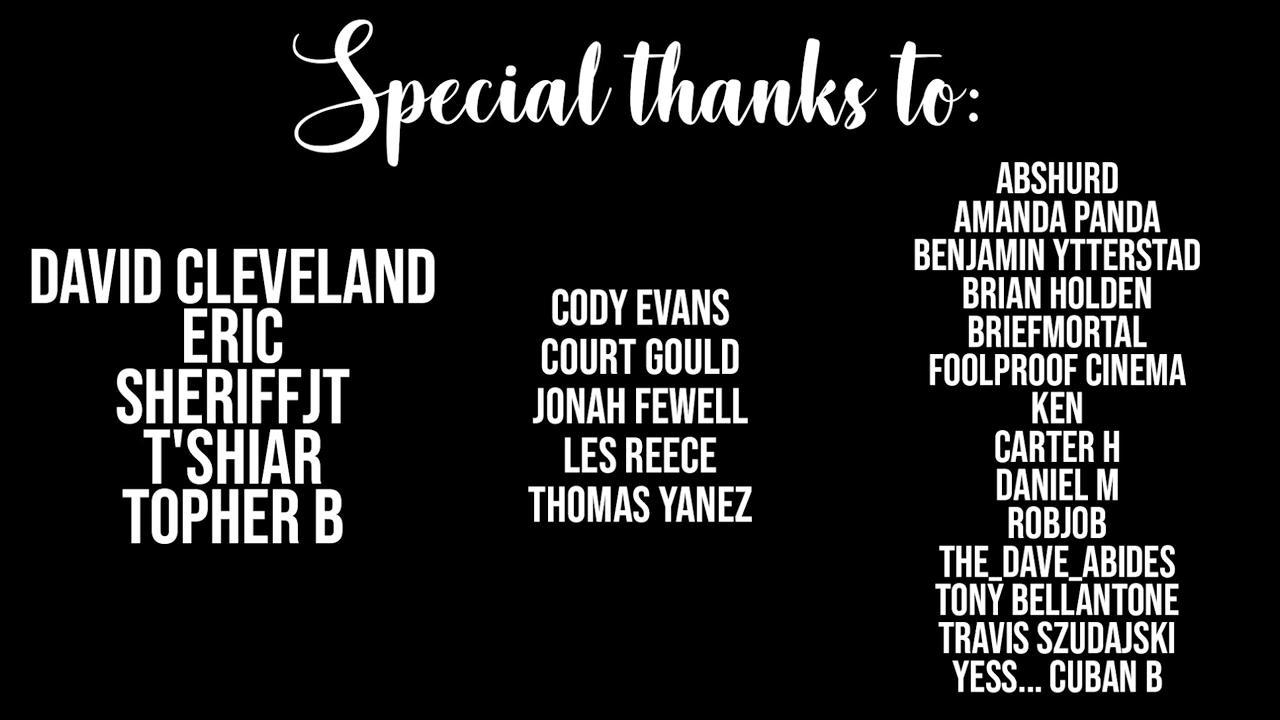 Special thanks to:
DAVID CLEVELAND
ERIC
SHERIFFJT
T'SHIAR
TOPHER B
CODY EVANS
COURT GOULD
JONAH FEWELL
LES REECE
THOMAS YANEZ
ABSHURD
AMANDA PANDA
BENJAMIN YTTERSTAD
BRIAN HOLDEN
BRIEFMORTAL
FOOLPROOF CINEMA
KEN
CARTER H
DANIEL M
ROBJOB
THE_DAVE_ABIDES
TONY BELLANTONE
TRAVIS SZUDAJSKI
YESS... CUBAN B